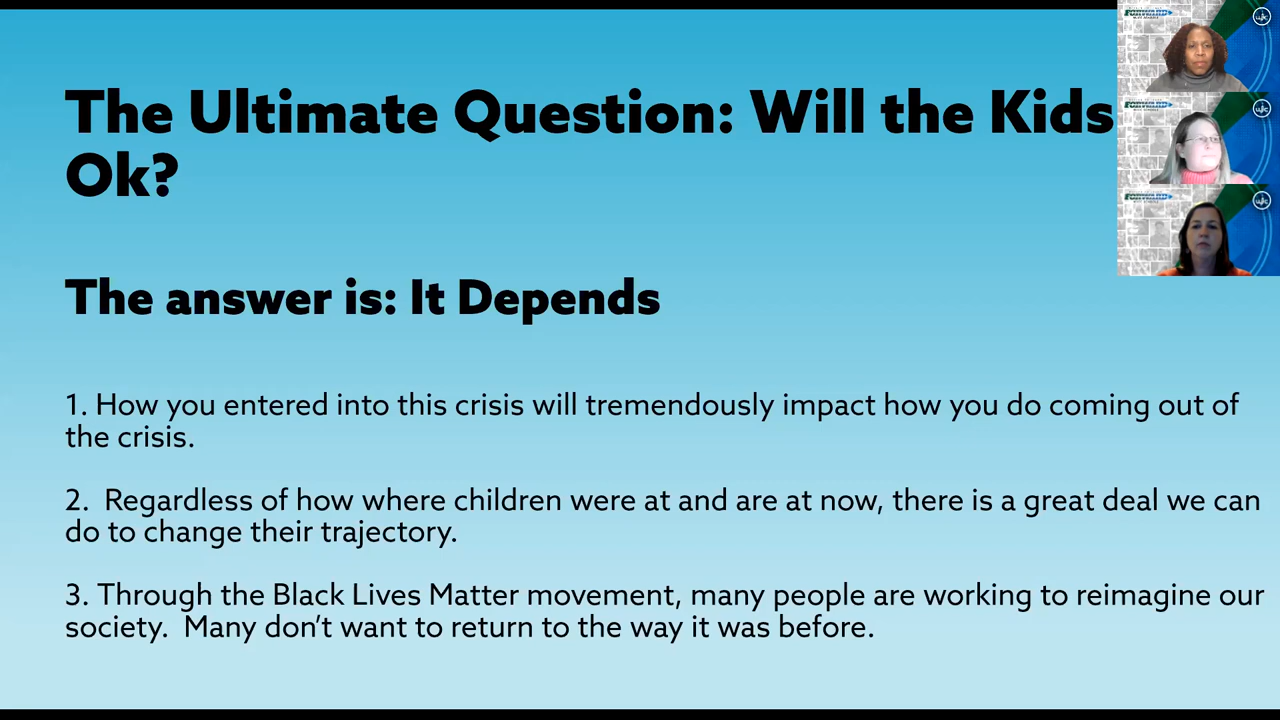 The Ultimate Question: Will the Kids
Ok?
The answer is: It Depends
1. How you entered into this crisis will tremendously impact how you do coming out of
the crisis.
2.  Regardless of how where children were at and are at now, there is a great deal we can
do to change their trajectory.
3. Through the Black Lives Matter movement, many people are working to reimagine our
society.  Many don't want to return to the way it was before.
FORWARD
FORWARD
FORWARD